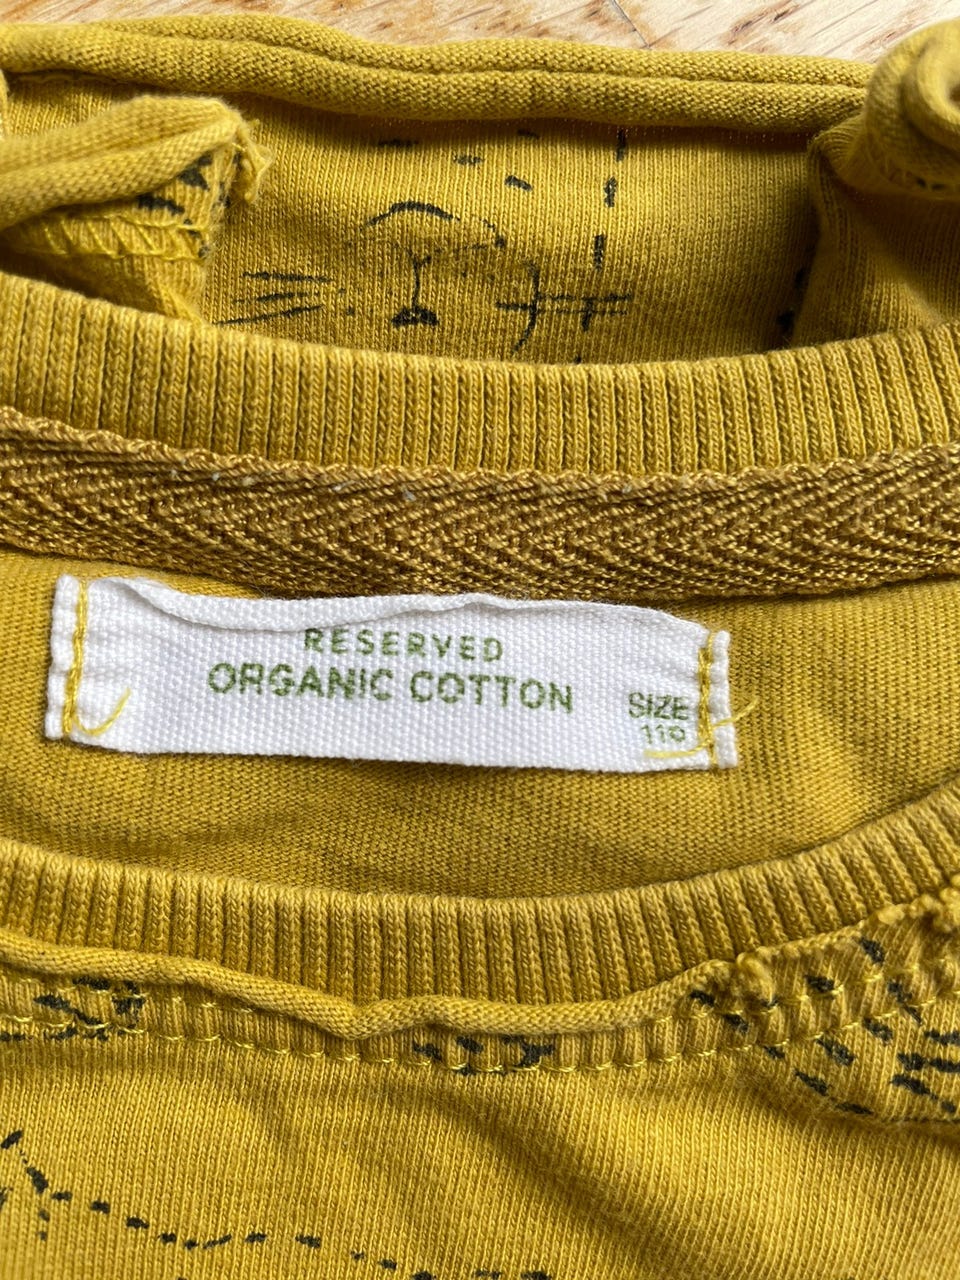 RESERVED
ORGANIC COTTON
SIZE
110